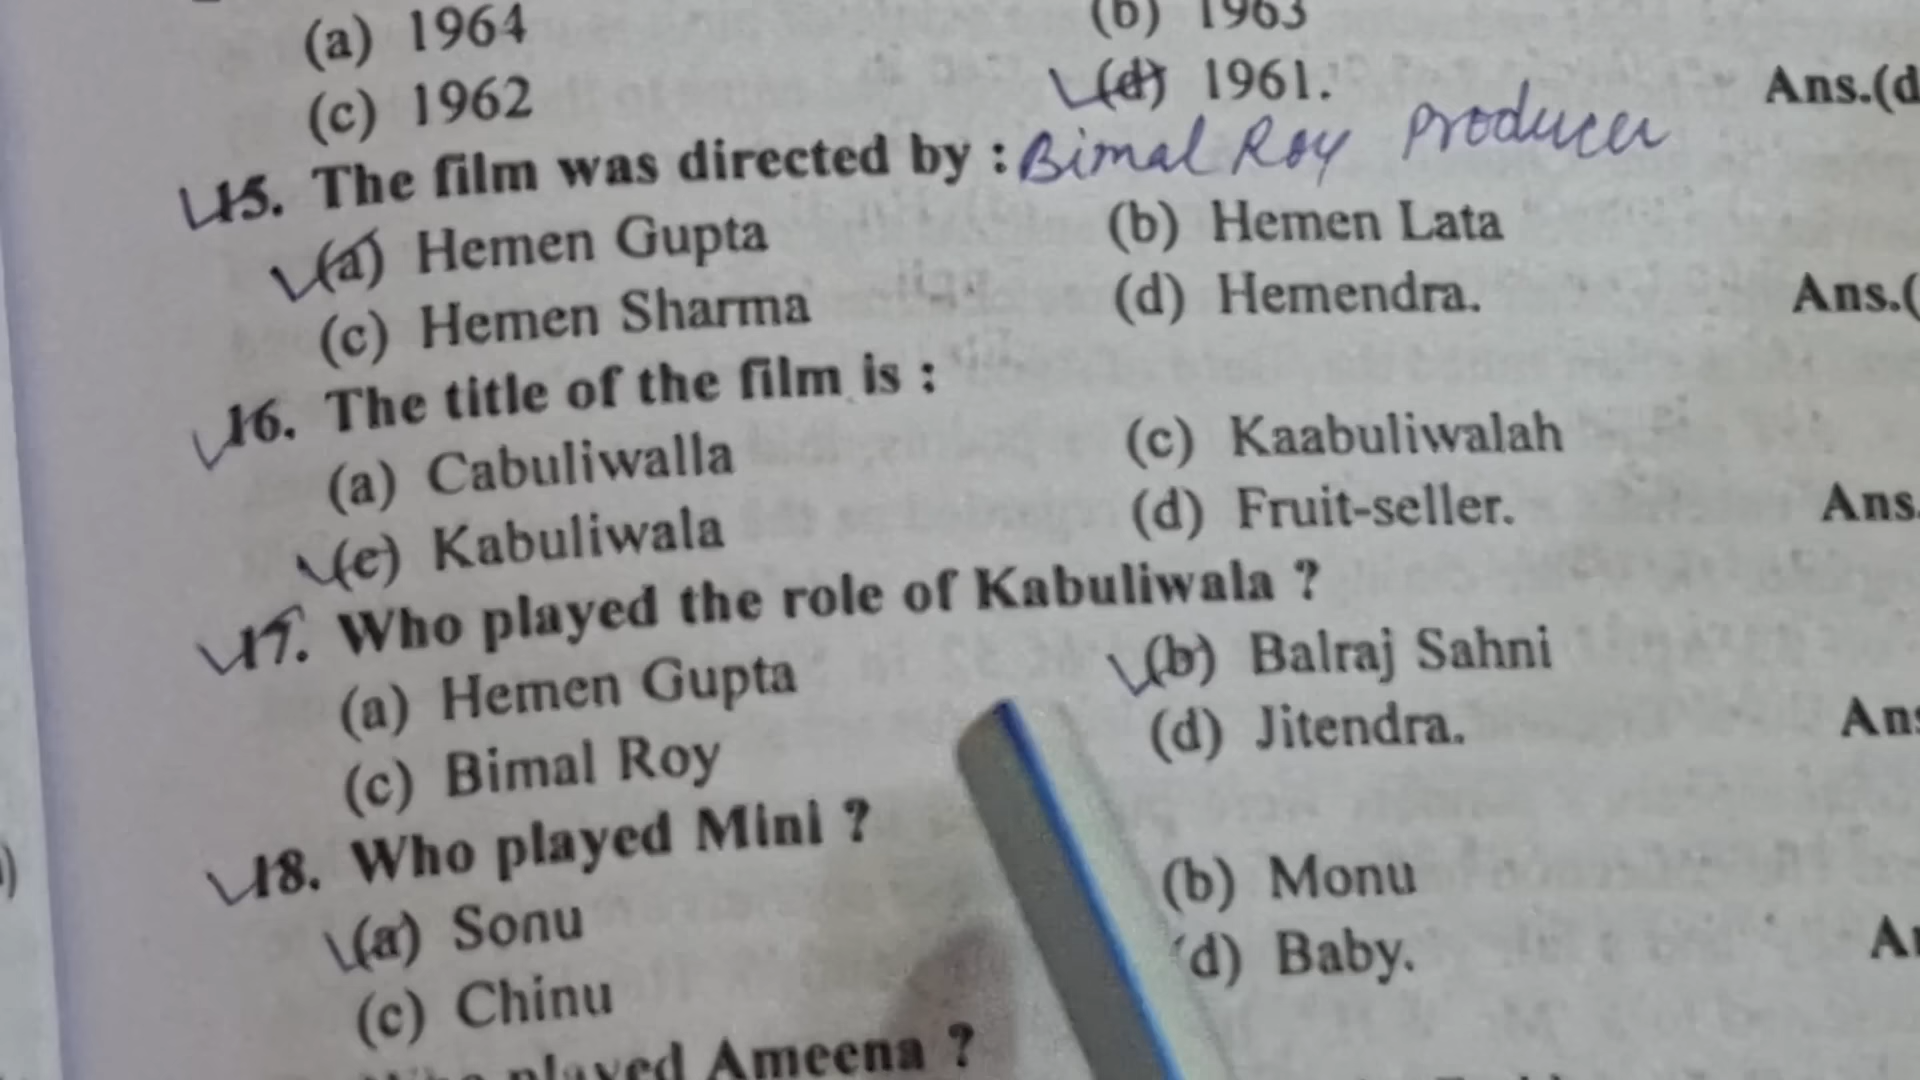 (a) 1964 (b) 1963
(c) 1962 (d) 1961. Ans.(d
15. The film was directed by : Bimal Roy Producer
(a) Hemen Gupta (b) Hemen Lata
(c) Hemen Sharma (d) Hemendra. Ans.(
16. The title of the film is :
(a) Cabuliwalla (c) Kaabuliwalah
(c) Kabuliwala (d) Fruit-seller. Ans.
17. Who played the role of Kabuliwala ?
(a) Hemen Gupta (b) Balraj Sahni
(c) Bimal Roy (d) Jitendra. Ans
18. Who played Mini ?
(a) Sonu (b) Monu
(c) Chinu (d) Baby. An
played Ameena ?